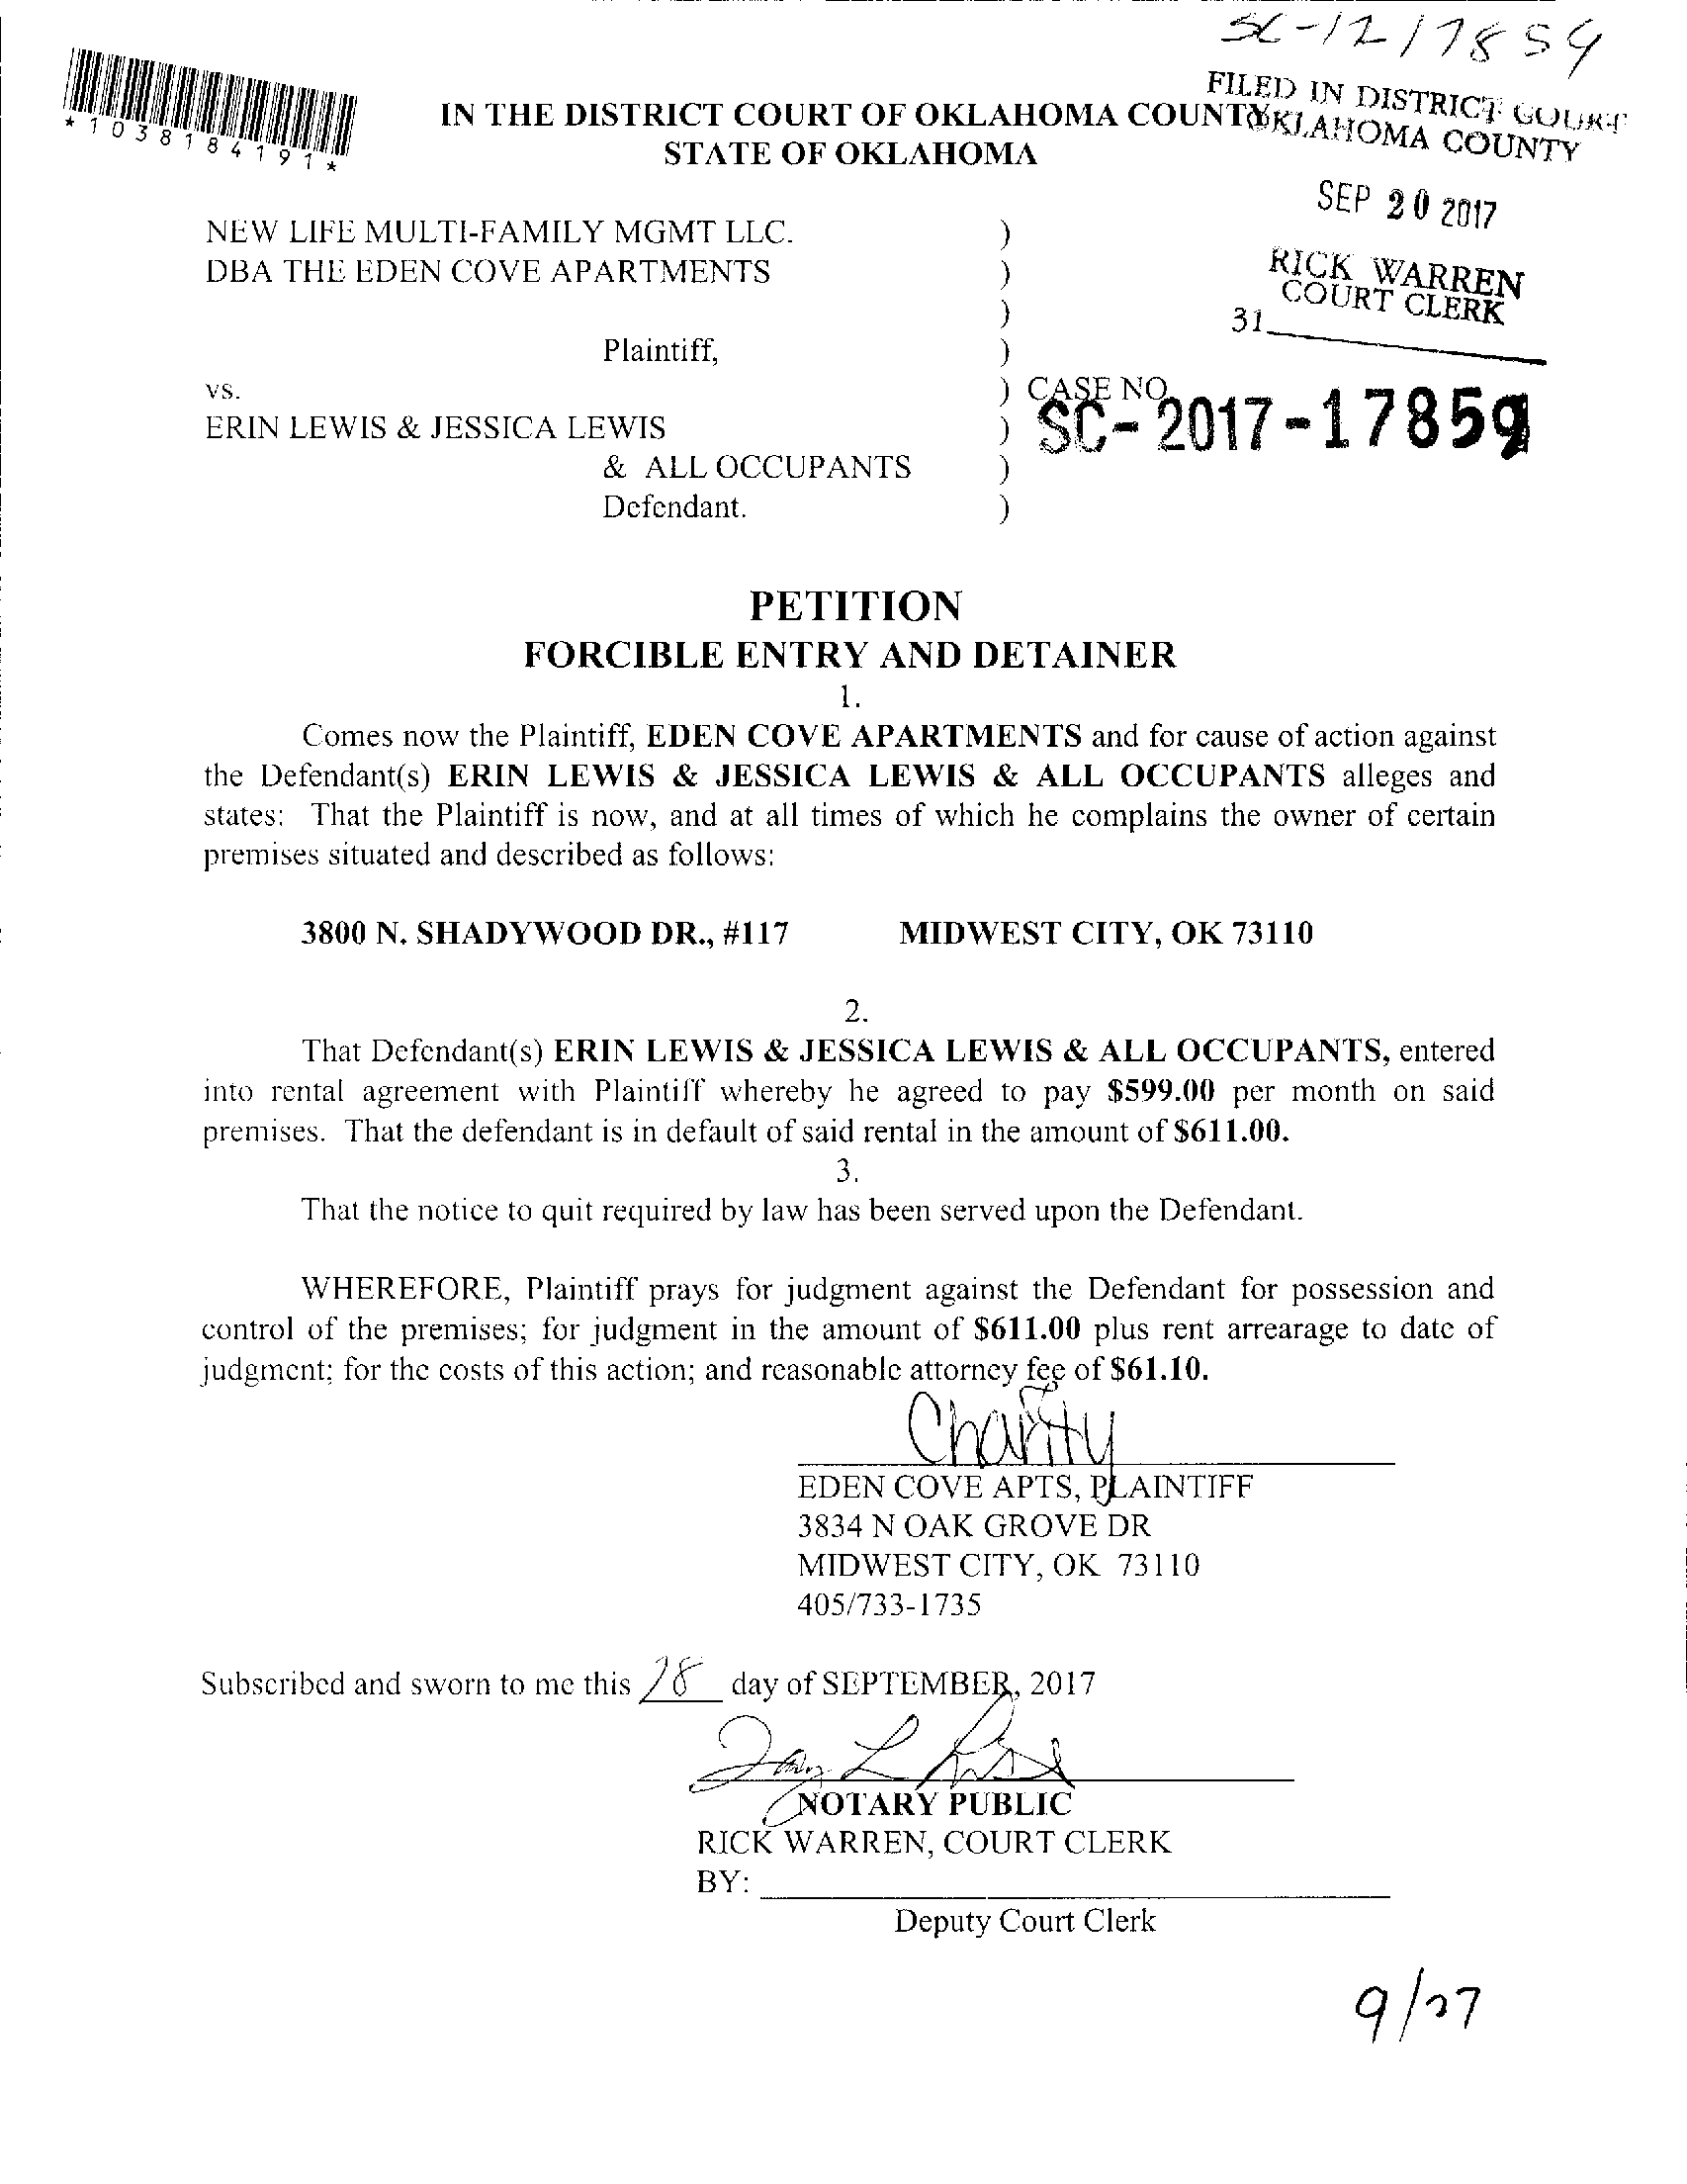 SC-12 17859
*1038184191*
IN THE DISTRICT COURT OF OKLAHOMA COUNTY
STATE OF OKLAHOMA
FILED IN DISTRICT COURT
OKLAHOMA COUNTY
SEP 20 2017
RICK WARREN
COURT CLERK
31
NEW LIFE MULTI-FAMILY MGMT LLC. )
DBA THE EDEN COVE APARTMENTS )
)
Plaintiff, )
vs. ) CASE NO.
SC-2017-17859
ERIN LEWIS & JESSICA LEWIS )
& ALL OCCUPANTS )
Defendant. )
PETITION
FORCIBLE ENTRY AND DETAINER
1.
Comes now the Plaintiff, EDEN COVE APARTMENTS and for cause of action against
the Defendant(s) ERIN LEWIS & JESSICA LEWIS & ALL OCCUPANTS alleges and
states: That the Plaintiff is now, and at all times of which he complains the owner of certain
premises situated and described as follows:
3800 N. SHADYWOOD DR., #117 MIDWEST CITY, OK 73110
2.
That Defendant(s) ERIN LEWIS & JESSICA LEWIS & ALL OCCUPANTS, entered
into rental agreement with Plaintiff whereby he agreed to pay $599.00 per month on said
premises. That the defendant is in default of said rental in the amount of $611.00.
3.
That the notice to quit required by law has been served upon the Defendant.
WHEREFORE, Plaintiff prays for judgment against the Defendant for possession and
control of the premises; for judgment in the amount of $611.00 plus rent arrearage to date of
judgment; for the costs of this action; and reasonable attorney fee of $61.10.
Charity
EDEN COVE APTS, PLAINTIFF
3834 N OAK GROVE DR
MIDWEST CITY, OK 73110
405/733-1735
Subscribed and sworn to me this 18 day of SEPTEMBER, 2017
NOTARY PUBLIC
RICK WARREN, COURT CLERK
BY:
Deputy Court Clerk
9/27